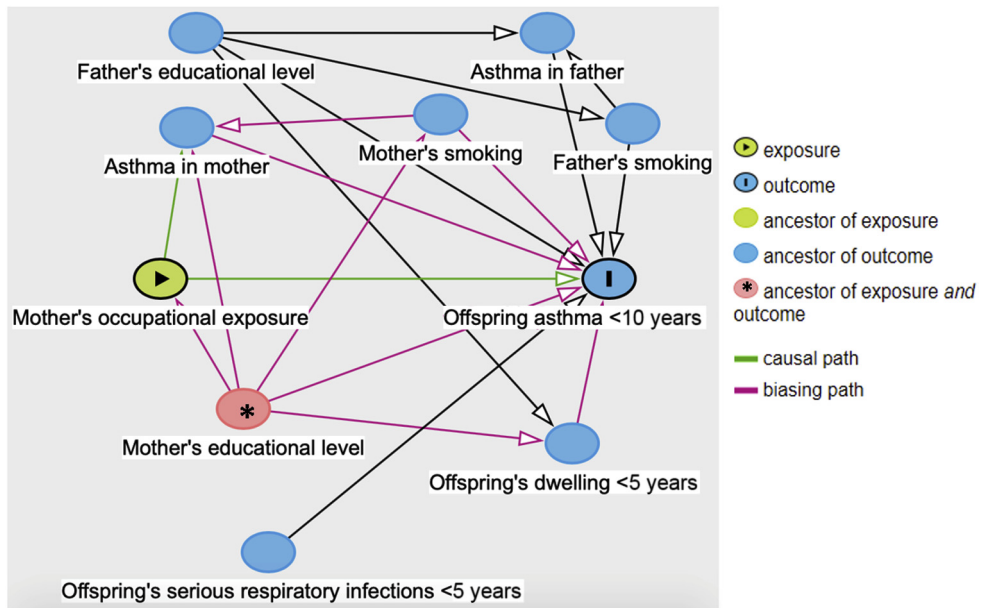 Father's educational level
Asthma in father
Asthma in mother
Mother's smoking
Father's smoking
Mother's occupational exposure
Offspring asthma <10 years
Mother's educational level
*
Offspring's dwelling <5 years
Offspring's serious respiratory infections <5 years
exposure
outcome
ancestor of exposure
ancestor of outcome
* ancestor of exposure and
outcome
causal path
biasing path